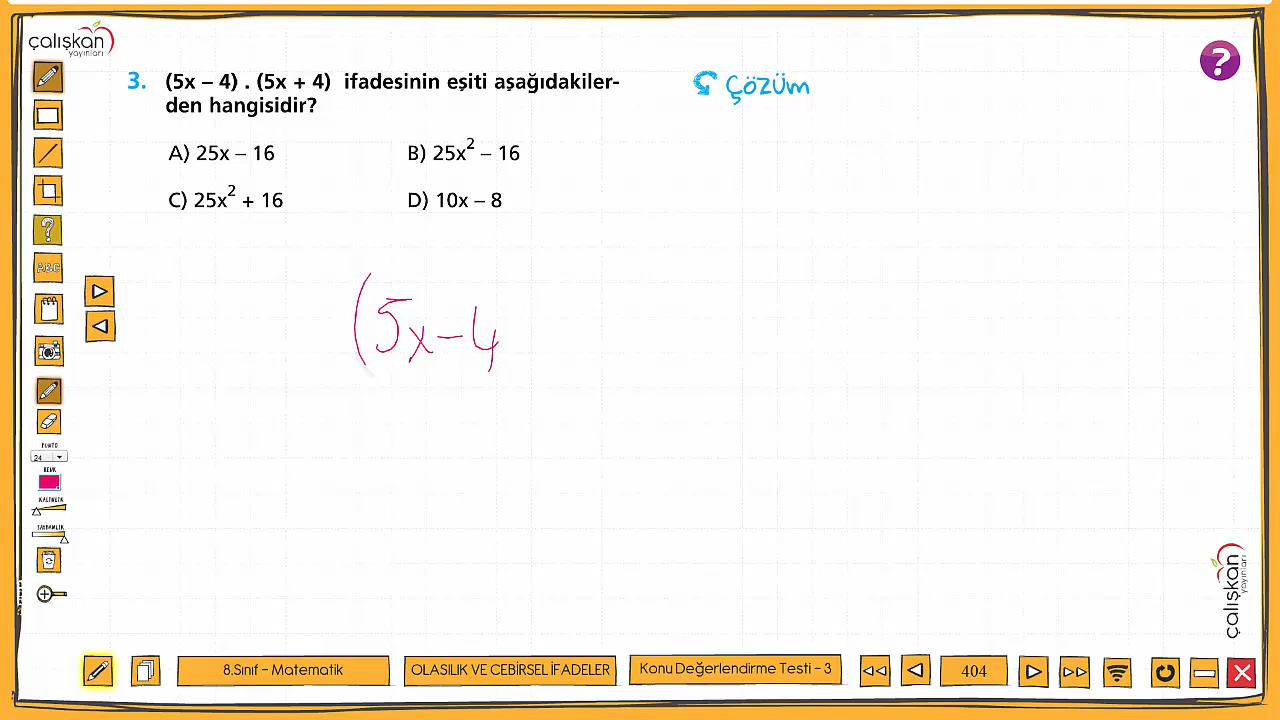 çalışkan
yayınları
3. (5x – 4) . (5x + 4) ifadesinin eşiti aşağıdakiler-
den hangisidir?
Çözüm
?
A) 25x – 16
B) 25x² – 16
C) 25x² + 16
D) 10x – 8
(5x-4
?
ABC
PUNTO
24
RENK
KALINLIK
SAYDAMLIK
çalışkan
yayınları
8.Sınıf – Matematik
OLASILIK VE CEBİRSEL İFADELER
Konu Değerlendirme Testi – 3
404